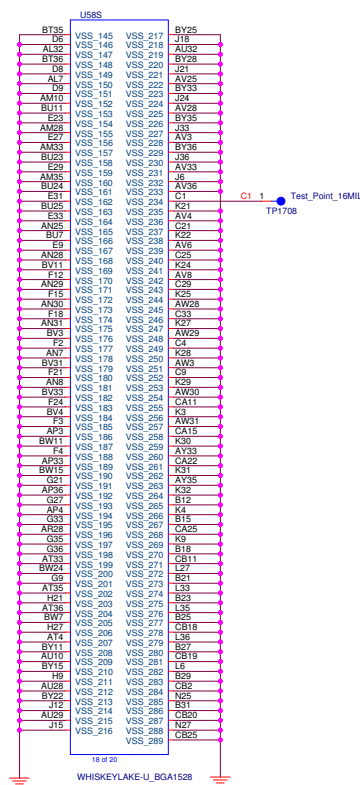 U58S
BT35 VSS_145 VSS_217 BY25
D6 VSS_146 VSS_218 J18
AL32 VSS_147 VSS_219 AU32
BT36 VSS_148 VSS_220 BY28
D8 VSS_149 VSS_221 J21
AL7 VSS_150 VSS_222 AV25
D9 VSS_151 VSS_223 BY33
AM10 VSS_152 VSS_224 J24
BU11 VSS_153 VSS_225 AV28
E23 VSS_154 VSS_226 BY35
AM28 VSS_155 VSS_227 J33
E27 VSS_156 VSS_228 AV3
AM33 VSS_157 VSS_229 BY36
BU23 VSS_158 VSS_230 J36
E29 VSS_159 VSS_231 AV33
AM35 VSS_160 VSS_232 J6
BU24 VSS_161 VSS_233 AV36
E31 VSS_162 VSS_234 C1 C1 1 Test_Point_16MIL
BU25 VSS_163 VSS_235 K21 TP1708
E33 VSS_164 VSS_236 AV4
AN25 VSS_165 VSS_237 C21
BU7 VSS_166 VSS_238 K22
E9 VSS_167 VSS_239 AV6
AN28 VSS_168 VSS_240 C25
BV11 VSS_169 VSS_241 K24
F12 VSS_170 VSS_242 AV8
AN29 VSS_171 VSS_243 C29
F15 VSS_172 VSS_244 K25
AN30 VSS_173 VSS_245 AW28
F18 VSS_174 VSS_246 C33
AN31 VSS_175 VSS_247 K27
BV3 VSS_176 VSS_248 AW29
F2 VSS_177 VSS_249 C4
AN7 VSS_178 VSS_250 K28
BV31 VSS_179 VSS_251 AW3
F21 VSS_180 VSS_252 C9
AN8 VSS_181 VSS_253 K29
BV33 VSS_182 VSS_254 AW30
F24 VSS_183 VSS_255 CA11
BV4 VSS_184 VSS_256 K3
F3 VSS_185 VSS_257 AW31
AP3 VSS_186 VSS_258 CA15
BW11 VSS_187 VSS_259 K30
F4 VSS_188 VSS_260 AY33
AP33 VSS_189 VSS_261 CA22
BW15 VSS_190 VSS_262 K31
G21 VSS_191 VSS_263 AY35
AP36 VSS_192 VSS_264 K32
G27 VSS_193 VSS_265 B12
AP4 VSS_194 VSS_266 K4
G33 VSS_195 VSS_267 B15
AR28 VSS_196 VSS_268 CA25
G35 VSS_197 VSS_269 K9
G36 VSS_198 VSS_270 B18
AT33 VSS_199 VSS_271 CB11
BW24 VSS_200 VSS_272 L27
G9 VSS_201 VSS_273 B21
AT35 VSS_202 VSS_274 L33
H21 VSS_203 VSS_275 B23
AT36 VSS_204 VSS_276 L35
BW7 VSS_205 VSS_277 B25
H27 VSS_206 VSS_278 CB18
AT4 VSS_207 VSS_279 L36
BY11 VSS_208 VSS_280 B27
AU10 VSS_209 VSS_281 CB19
BY15 VSS_210 VSS_282 L6
H9 VSS_211 VSS_283 B29
AU28 VSS_212 VSS_284 CB2
BY22 VSS_213 VSS_285 N25
J12 VSS_214 VSS_286 B31
AU29 VSS_215 VSS_287 CB20
J15 VSS_216 VSS_288 N27
VSS_289 CB25
18 of 20
WHISKEYLAKE-U_BGA1528